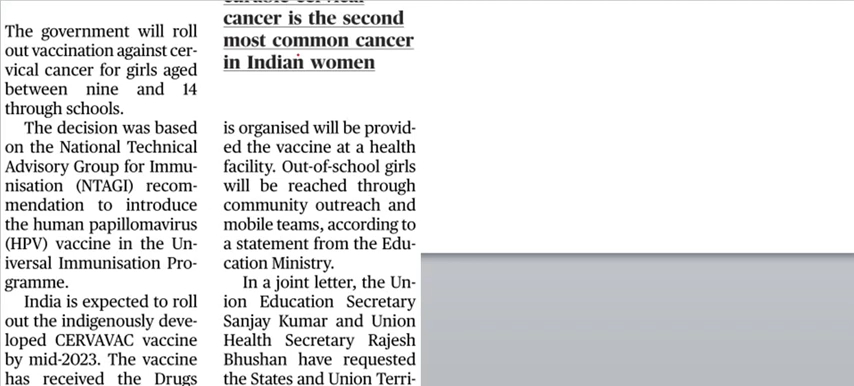 The government will roll
out vaccination against cer-
vical cancer for girls aged
between nine and 14
through schools.
The decision was based
on the National Technical
Advisory Group for Immu-
nisation (NTAGI) recom-
mendation to introduce
the human papillomavirus
(HPV) vaccine in the Un-
iversal Immunisation Pro-
gramme.
India is expected to roll
out the indigenously deve-
loped CERVAVAC vaccine
by mid-2023. The vaccine
has received the Drugs
cancer is the second
most common cancer
in Indian women
is organised will be provid-
ed the vaccine at a health
facility. Out-of-school girls
will be reached through
community outreach and
mobile teams, according to
a statement from the Edu-
cation Ministry.
In a joint letter, the Un-
ion Education Secretary
Sanjay Kumar and Union
Health Secretary Rajesh
Bhushan have requested
the States and Union Terri-